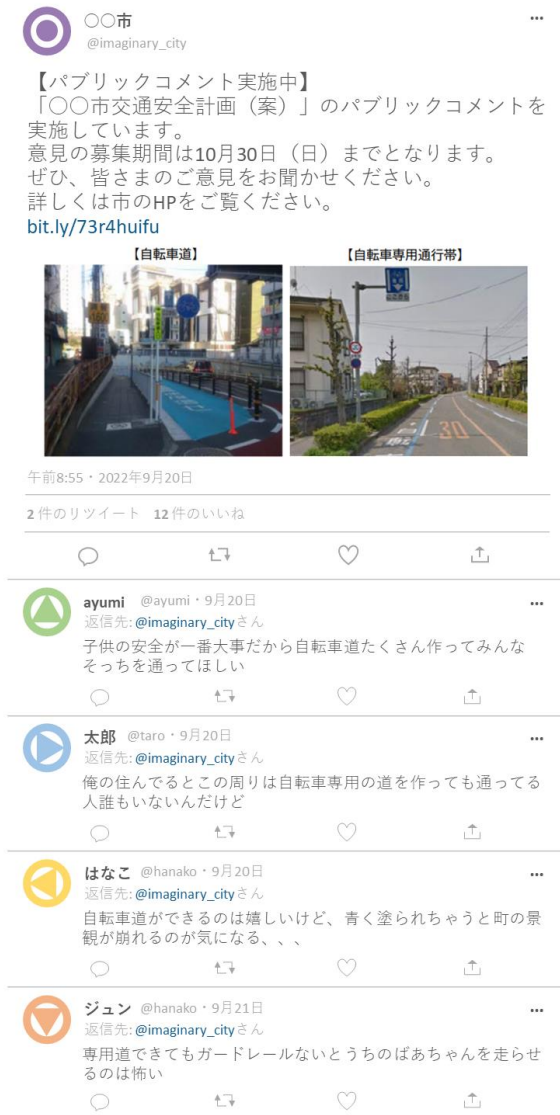 〇〇市
@imaginary_city
【パブリックコメント実施中】
「〇〇市交通安全計画（案）」のパブリックコメントを
実施しています。
意見の募集期間は10月30日（日）までとなります。
ぜひ、皆さまのご意見をお聞かせください。
詳しくは市のHPをご覧ください。
bit.ly/73r4huifu
【自転車道】
【自転車専用通行帯】
30
午前8:55・2022年9月20日
2 件のリツイート 12 件のいいね
ayumi @ayumi・9月20日
返信先: @imaginary_cityさん
子供の安全が一番大事だから自転車道たくさん作ってみんな
そっちを通ってほしい
太郎 @taro・9月20日
返信先: @imaginary_cityさん
俺の住んでるとこの周りは自転車専用の道を作っても通ってる
人誰もいないんだけど
はなこ @hanako・9月20日
返信先: @imaginary_cityさん
自転車道ができるのは嬉しいけど、青く塗られちゃうと町の景
観が崩れるのが気になる、、、
ジュン @hanako・9月21日
返信先: @imaginary_cityさん
専用道できてもガードレールないとうちのばあちゃんを走らせ
るのは怖い